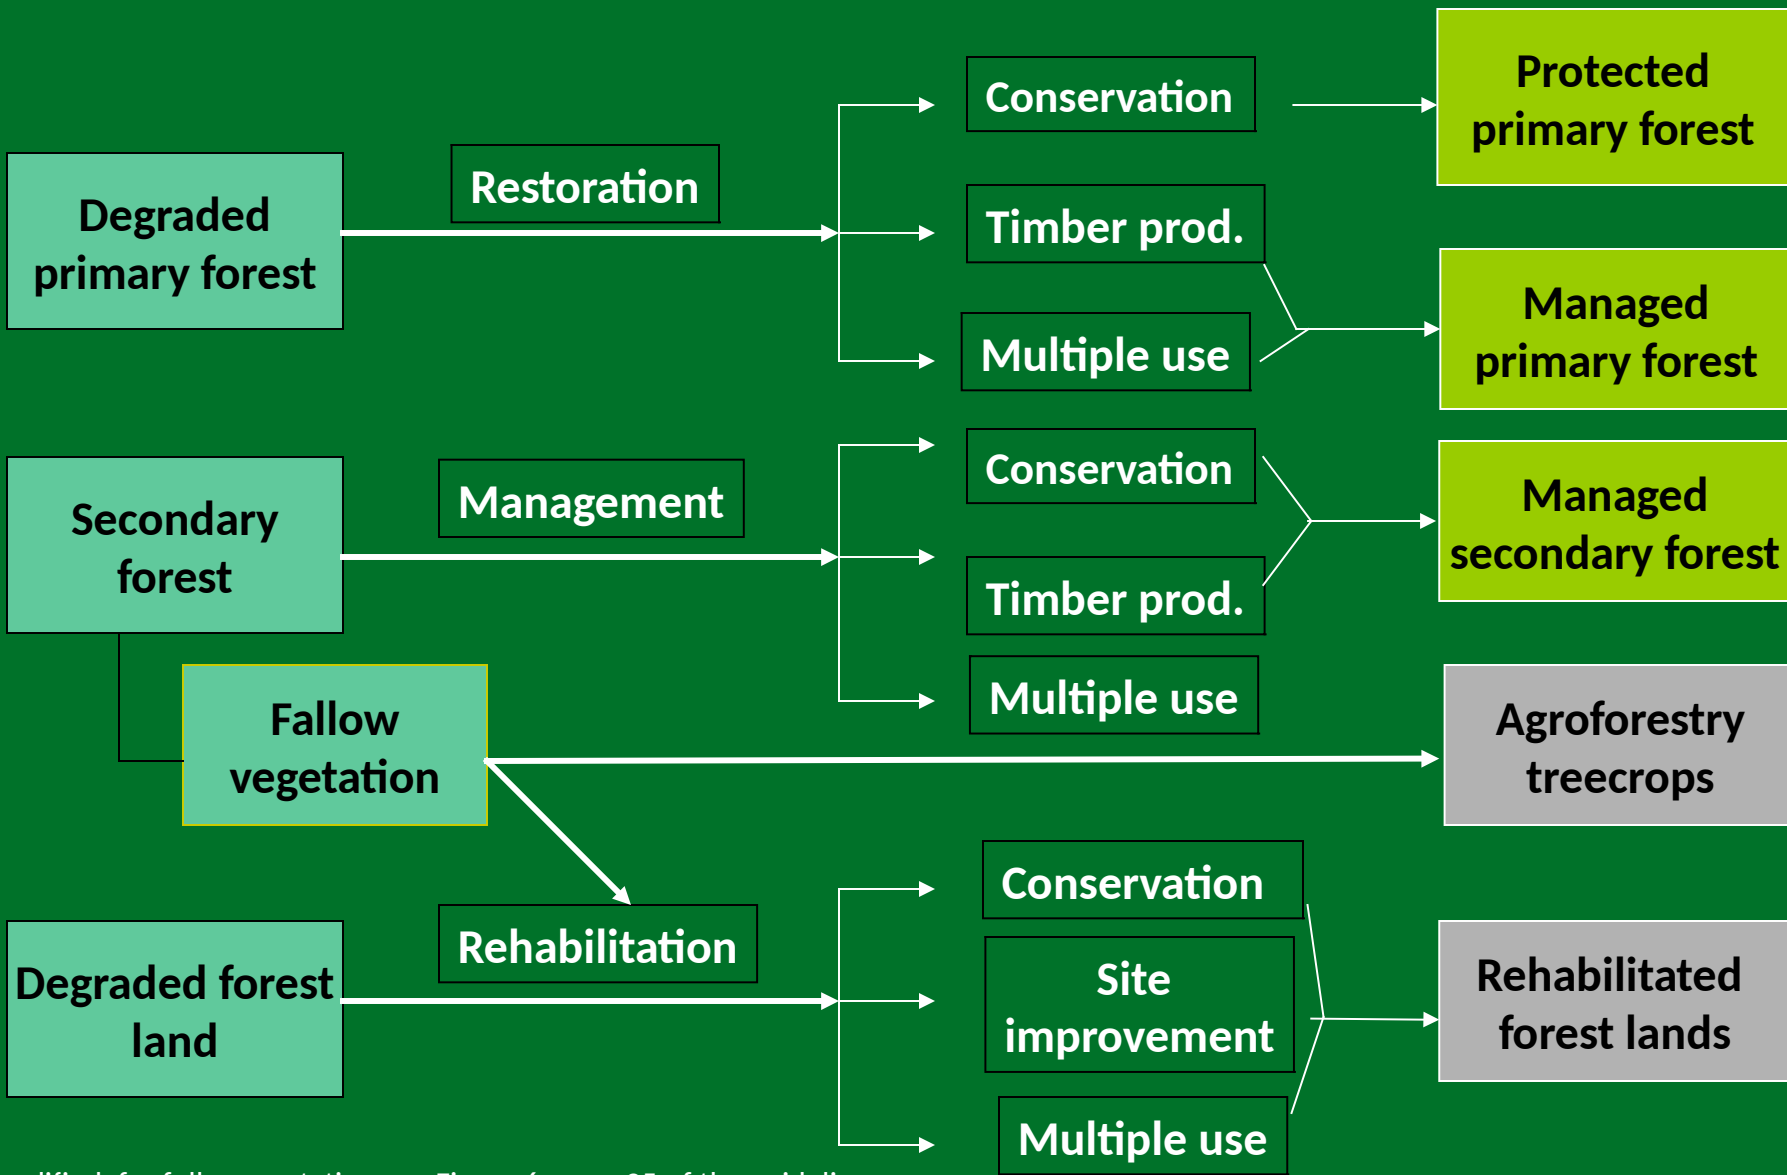 Protected
primary forest
Conservation
Restoration
Degraded
primary forest
Timber prod.
Managed
primary forest
Multiple use
Conservation
Management
Secondary
forest
Managed
secondary forest
Timber prod.
Multiple use
Fallow
vegetation
Agroforestry
treecrops
Conservation
Rehabilitation
Degraded forest
land
Site
improvement
Rehabilitated
forest lands
Multiple use